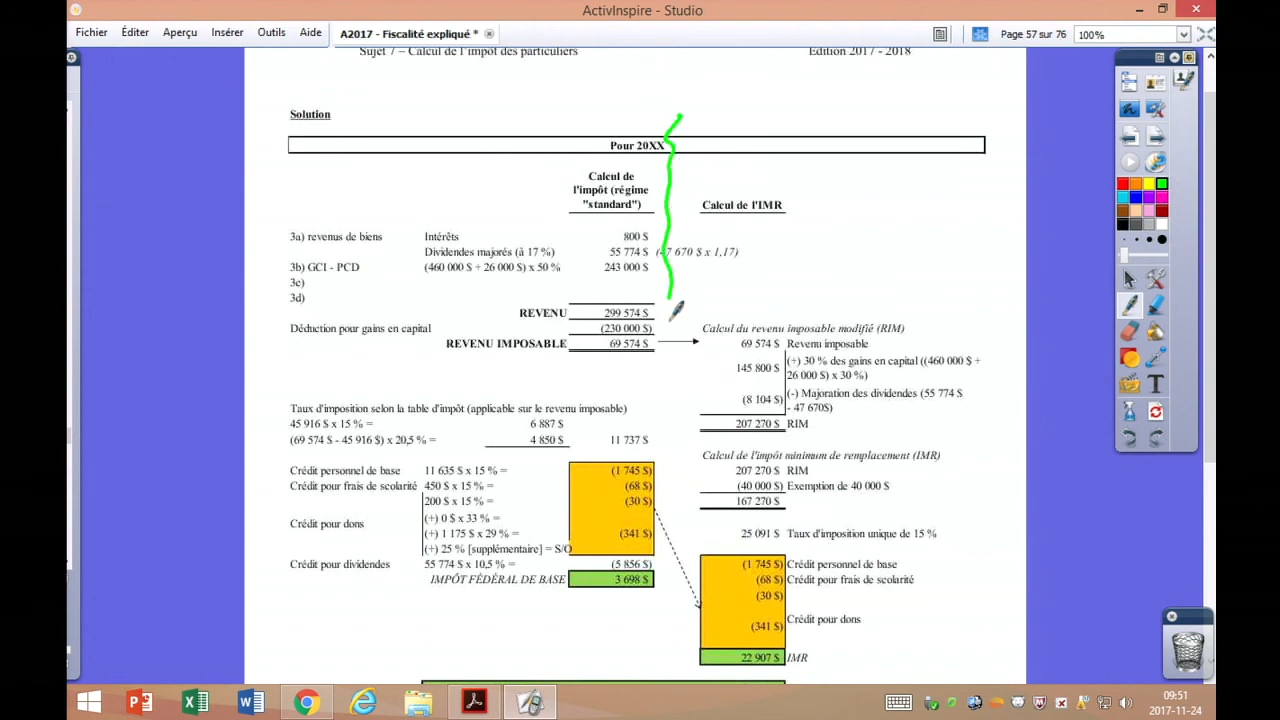 ActivInspire - Studio
Fichier Éditer Aperçu Insérer Outils Aide A2017 - Fiscalité expliqué * Page 57 sur 76 100%
Sujet 7 – Calcul de l'impôt des particuliers Édition 2017 - 2018
Solution
Pour 20XX
Calcul de
l'impôt (régime
"standard") Calcul de l'IMR
3a) revenus de biens Intérêts 800 $
Dividendes majorés (à 17 %) 55 774 $ (47 670 $ x 1,17)
3b) GCI - PCD (460 000 $ + 26 000 $) x 50 % 243 000 $
3c)
3d)
REVENU 299 574 $
Déduction pour gains en capital (230 000 $) Calcul du revenu imposable modifié (RIM)
REVENU IMPOSABLE 69 574 $ 69 574 $ Revenu imposable
145 800 $ (+) 30 % des gains en capital ((460 000 $ +
26 000 $) x 30 %)
(8 104 $) (-) Majoration des dividendes (55 774 $
- 47 670$)
Taux d'imposition selon la table d'impôt (applicable sur le revenu imposable)
45 916 $ x 15 % = 6 887 $ 207 270 $ RIM
(69 574 $ - 45 916 $) x 20,5 % = 4 850 $ 11 737 $
Calcul de l'impôt minimum de remplacement (IMR)
Crédit personnel de base 11 635 $ x 15 % = (1 745 $) 207 270 $ RIM
Crédit pour frais de scolarité 450 $ x 15 % = (68 $) (40 000 $) Exemption de 40 000 $
200 $ x 15 % = (30 $) 167 270 $
Crédit pour dons (+) 0 $ x 33 % =
(+) 1 175 $ x 29 % = (341 $) 25 091 $ Taux d'imposition unique de 15 %
(+) 25 % [supplémentaire] = S/O
Crédit pour dividendes 55 774 $ x 10,5 % = (5 856 $) (1 745 $) Crédit personnel de base
IMPÔT FÉDÉRAL DE BASE 3 698 $ (68 $) Crédit pour frais de scolarité
(30 $)
Crédit pour dons
(341 $)
22 907 $ IMR
09:51
2017-11-24